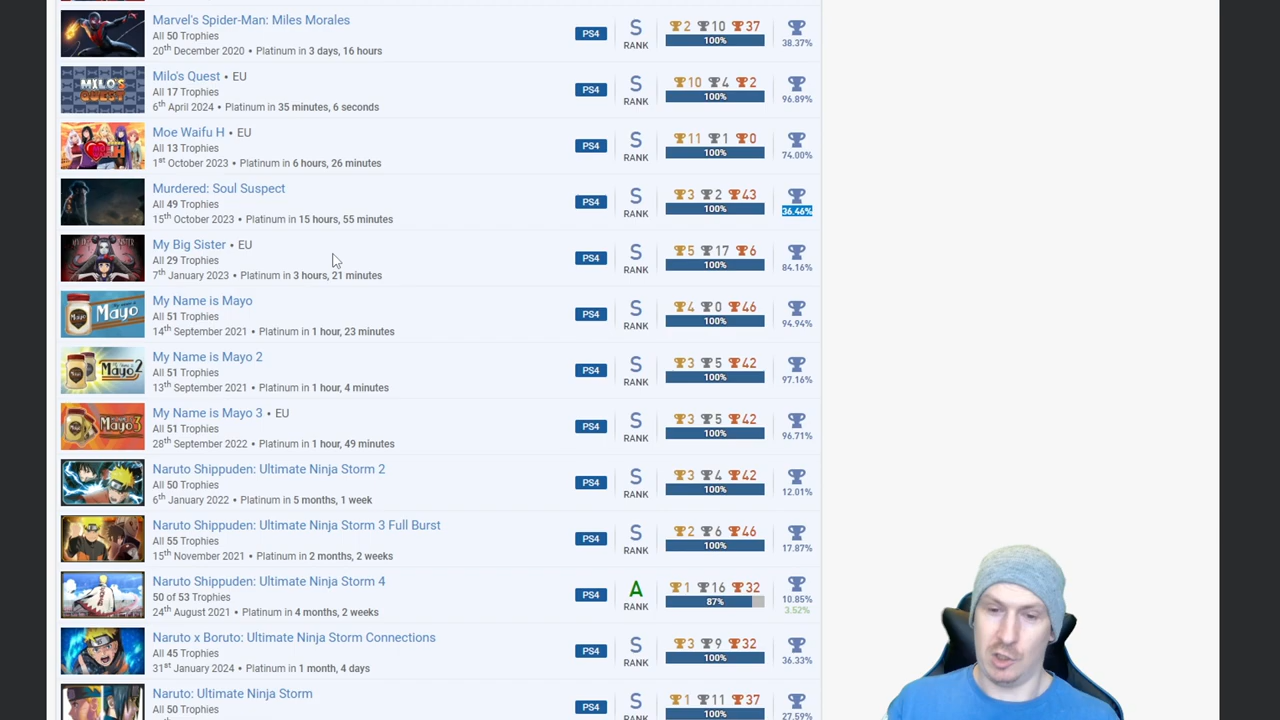 Marvel's Spider-Man: Miles Morales
All 50 Trophies
20th December 2020 • Platinum in 3 days, 16 hours
PS4
S
RANK
2 10 37
100%
38.37%
MILO'S QUEST
Milo's Quest • EU
All 17 Trophies
6th April 2024 • Platinum in 35 minutes, 6 seconds
PS4
S
RANK
10 4 2
100%
96.89%
Moe Waifu H • EU
All 13 Trophies
1st October 2023 • Platinum in 6 hours, 26 minutes
PS4
S
RANK
11 1 0
100%
74.00%
Murdered: Soul Suspect
All 49 Trophies
15th October 2023 • Platinum in 15 hours, 55 minutes
PS4
S
RANK
3 2 43
100%
36.46%
My Big Sister • EU
All 29 Trophies
7th January 2023 • Platinum in 3 hours, 21 minutes
PS4
S
RANK
5 17 6
100%
84.16%
Mayo
My Name is Mayo
All 51 Trophies
14th September 2021 • Platinum in 1 hour, 23 minutes
PS4
S
RANK
4 0 46
100%
94.94%
Mayo2
My Name is Mayo 2
All 51 Trophies
13th September 2021 • Platinum in 1 hour, 4 minutes
PS4
S
RANK
3 5 42
100%
97.16%
Mayo3
My Name is Mayo 3 • EU
All 51 Trophies
28th September 2022 • Platinum in 1 hour, 49 minutes
PS4
S
RANK
3 5 42
100%
96.71%
Naruto Shippuden: Ultimate Ninja Storm 2
All 50 Trophies
6th January 2022 • Platinum in 5 months, 1 week
PS4
S
RANK
3 4 42
100%
12.01%
Naruto Shippuden: Ultimate Ninja Storm 3 Full Burst
All 55 Trophies
15th November 2021 • Platinum in 2 months, 2 weeks
PS4
S
RANK
2 6 46
100%
17.87%
Naruto Shippuden: Ultimate Ninja Storm 4
50 of 53 Trophies
24th August 2021 • Platinum in 4 months, 2 weeks
PS4
A
RANK
1 16 32
87%
10.85%
3.52%
Naruto x Boruto: Ultimate Ninja Storm Connections
All 45 Trophies
31st January 2024 • Platinum in 1 month, 4 days
PS4
S
RANK
3 9 32
100%
36.33%
Naruto: Ultimate Ninja Storm
All 50 Trophies
PS4
S
RANK
1 11 37
100%
27.59%